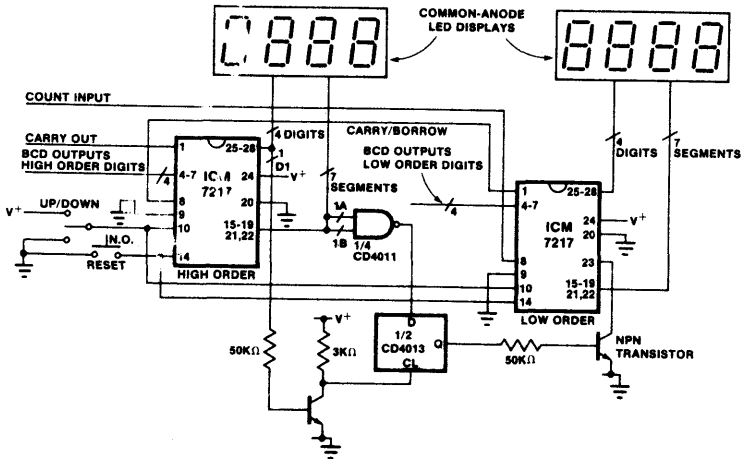 COMMON-ANODE
LED DISPLAYS
COUNT INPUT
CARRY OUT
BCD OUTPUTS
HIGH ORDER DIGITS
4
UP/DOWN
V+
N.O.
RESET
1
4-7
8
9
10
14
ICM
7217
25-28
24
20
15-19
21,22
HIGH ORDER
4 DIGITS
1
D1
V+
7
SEGMENTS
1A
1B
1/4
CD4011
CARRY/BORROW
BCD OUTPUTS
LOW ORDER DIGITS
4
1
4-7
8
9
10
14
ICM
7217
25-28
24
20
23
15-19
21,22
LOW ORDER
4
DIGITS
7
SEGMENTS
V+
50KΩ
V+
3KΩ
D
1/2
CD4013
Q
CL
50KΩ
NPN
TRANSISTOR